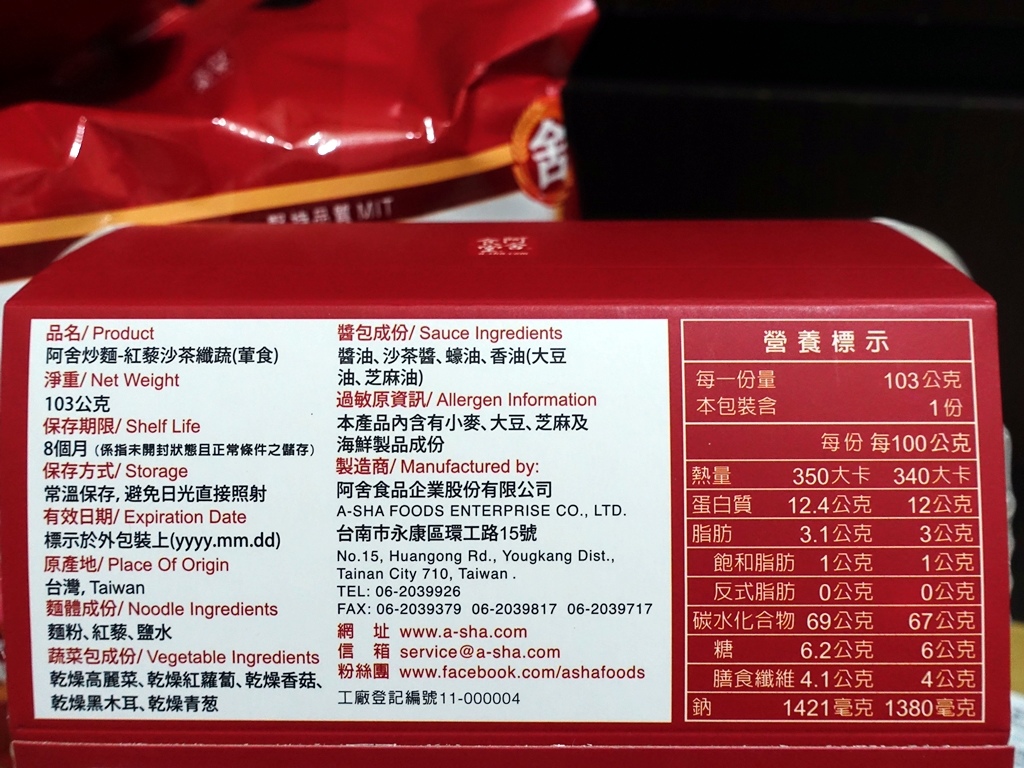 舍
堅持品質 MIT
阿舍
食堂
品名/ Product
阿舍炒麵-紅藜沙茶纖蔬(葷食)
淨重/ Net Weight
103公克
保存期限/ Shelf Life
8個月 (係指未開封狀態且正常條件之儲存)
保存方式/ Storage
常溫保存, 避免日光直接照射
有效日期/ Expiration Date
標示於外包裝上(yyyy.mm.dd)
原產地/ Place Of Origin
台灣, Taiwan
麵體成份/ Noodle Ingredients
麵粉、紅藜、鹽水
蔬菜包成份/ Vegetable Ingredients
乾燥高麗菜、乾燥紅蘿蔔、乾燥香菇、
乾燥黑木耳、乾燥青葱
醬包成份/ Sauce Ingredients
醬油、沙茶醬、蠔油、香油(大豆
油、芝麻油)
過敏原資訊/ Allergen Information
本產品內含有小麥、大豆、芝麻及
海鮮製品成份
製造商/ Manufactured by:
阿舍食品企業股份有限公司
A-SHA FOODS ENTERPRISE CO., LTD.
台南市永康區環工路15號
No.15, Huangong Rd., Yougkang Dist.,
Tainan City 710, Taiwan .
TEL: 06-2039926
FAX: 06-2039379 06-2039817 06-2039717
網 址 www.a-sha.com
信 箱 service@a-sha.com
粉絲團 www.facebook.com/ashafoods
工廠登記編號11-000004
營養標示
每一份量 103公克
本包裝含 1份
每份 每100公克
熱量 350大卡 340大卡
蛋白質 12.4公克 12公克
脂肪 3.1公克 3公克
飽和脂肪 1公克 1公克
反式脂肪 0公克 0公克
碳水化合物 69公克 67公克
糖 6.2公克 6公克
膳食纖維 4.1公克 4公克
鈉 1421毫克 1380毫克